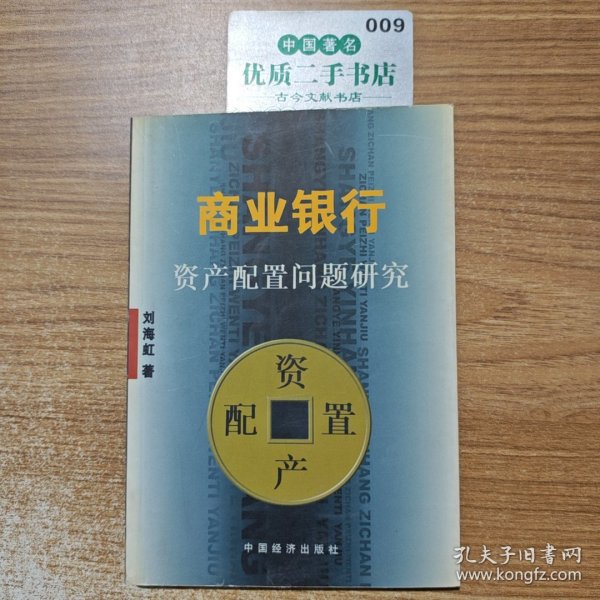 009
中国著名
优质二手书店
古今文献书店
商业银行
资产配置问题研究
刘海虹 著
资
配 置
产
中国经济出版社
孔夫子旧书网
www.kongfz.com